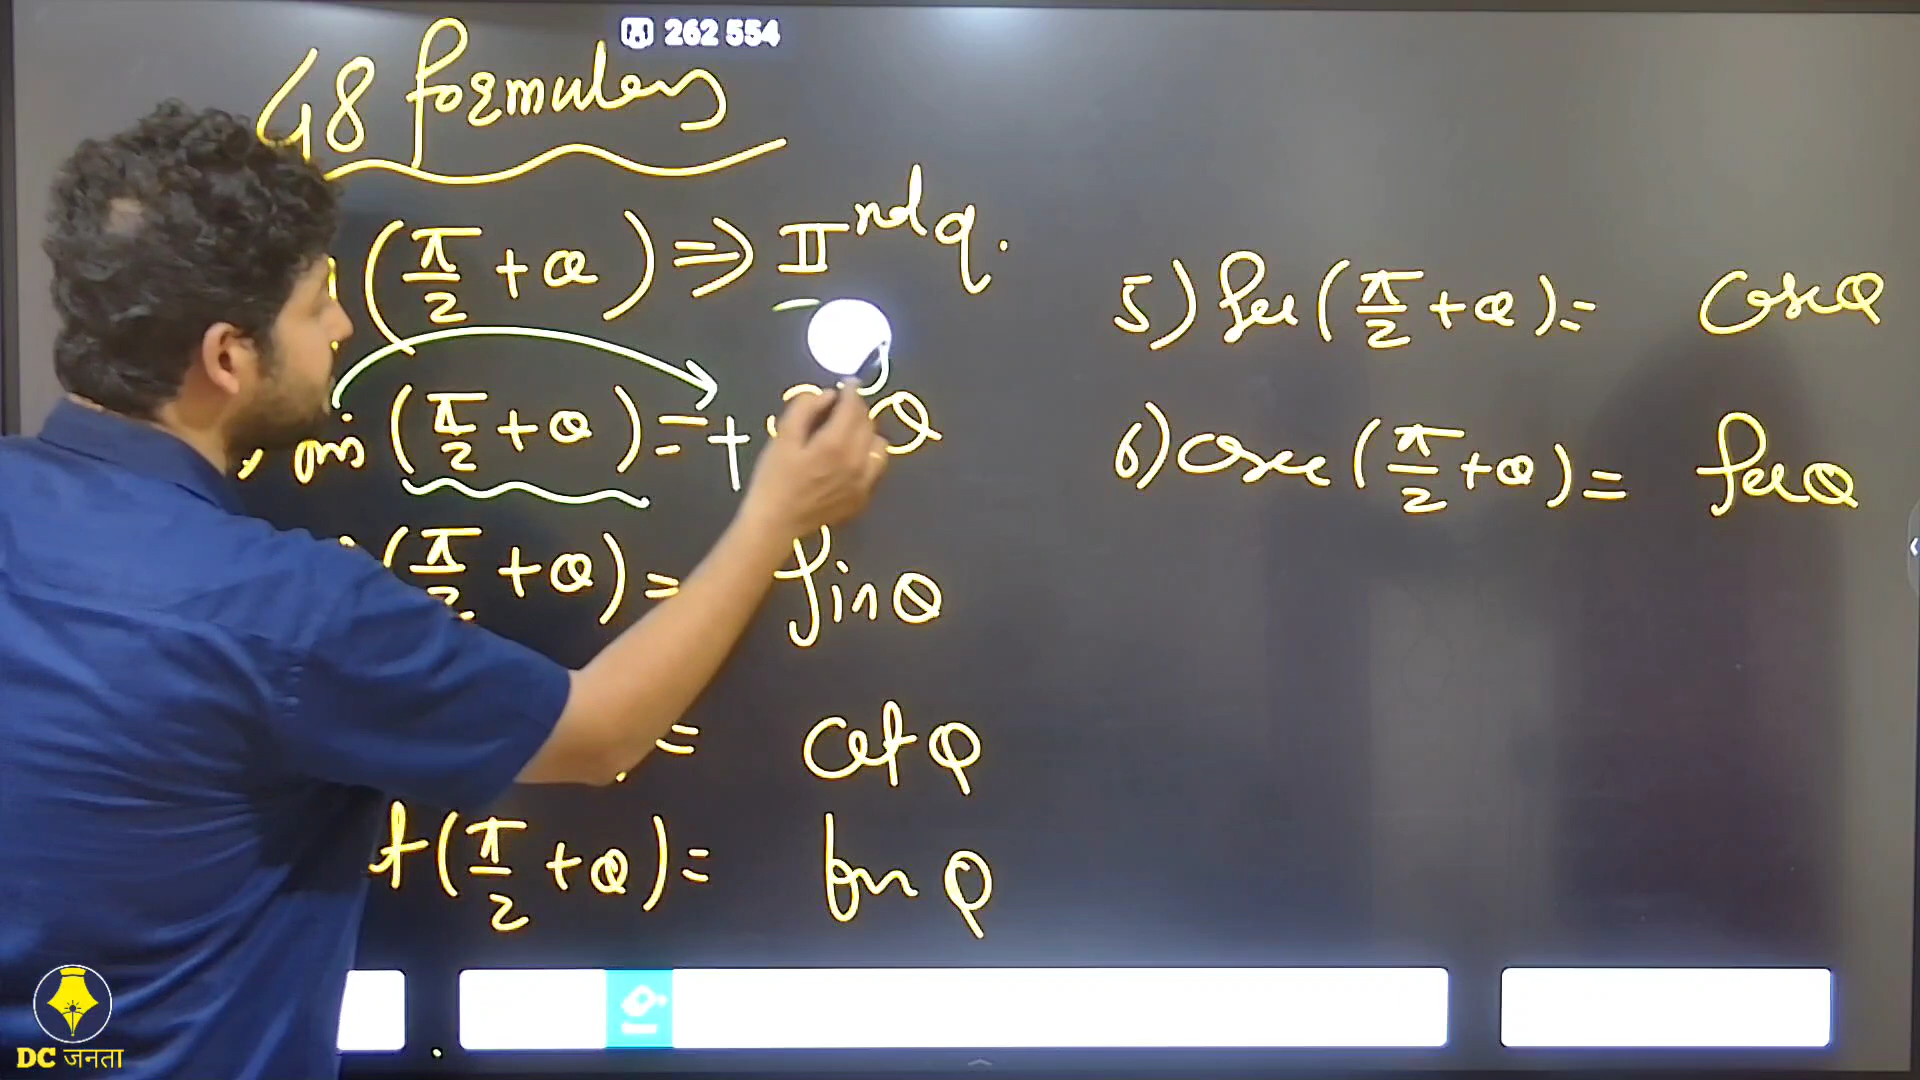 262 554
48 formulas
(π/2 + θ) ⇒ IInd q.
sin (π/2 + θ) = + θ
(π/2 + θ) = sin θ
= cot θ
t (π/2 + θ) = tan θ
5) sec (π/2 + θ) = cosec θ
6) cosec (π/2 + θ) = sec θ
DC जनता